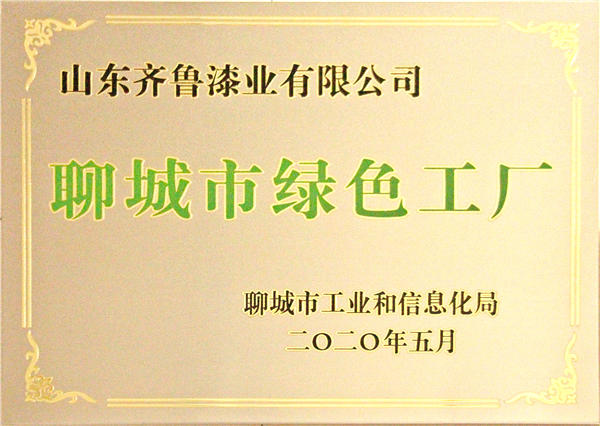 山东齐鲁漆业有限公司
聊城市绿色工厂
聊城市工业和信息化局
二〇二〇年五月